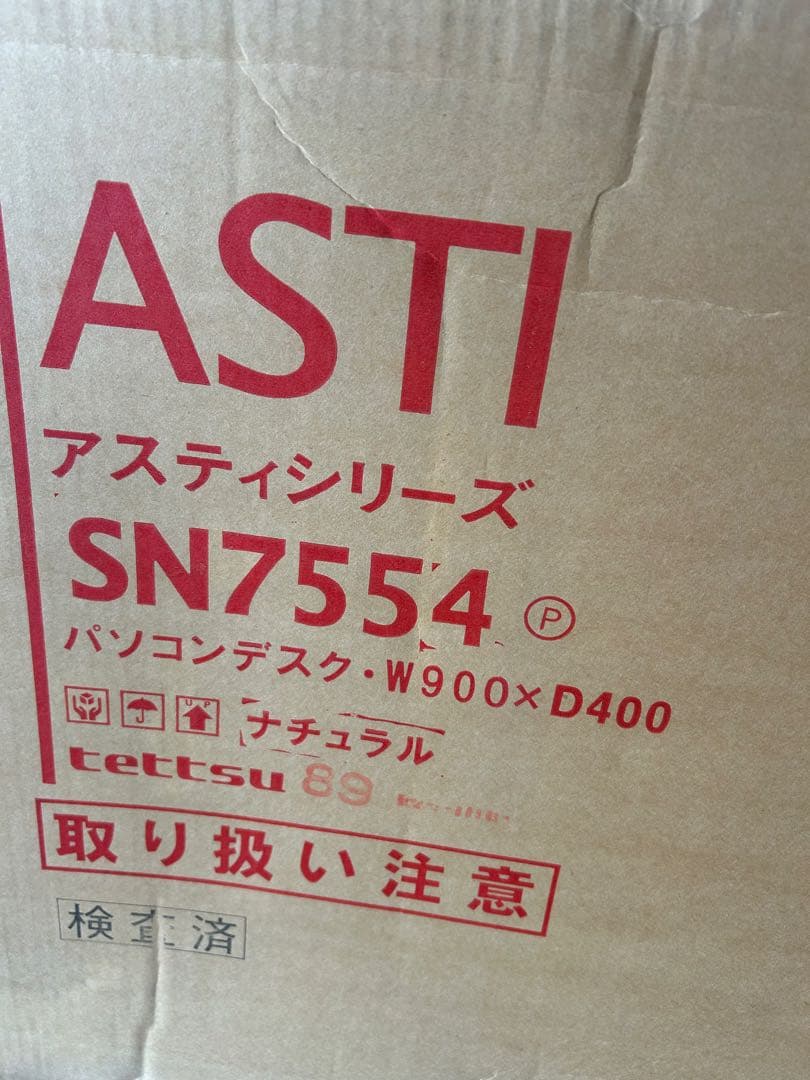 ASTI
アスティシリーズ
SN7554 Ⓟ
パソコンデスク・W900×D400
UP ナチュラル
tettsu 89
取り扱い注意
検査済